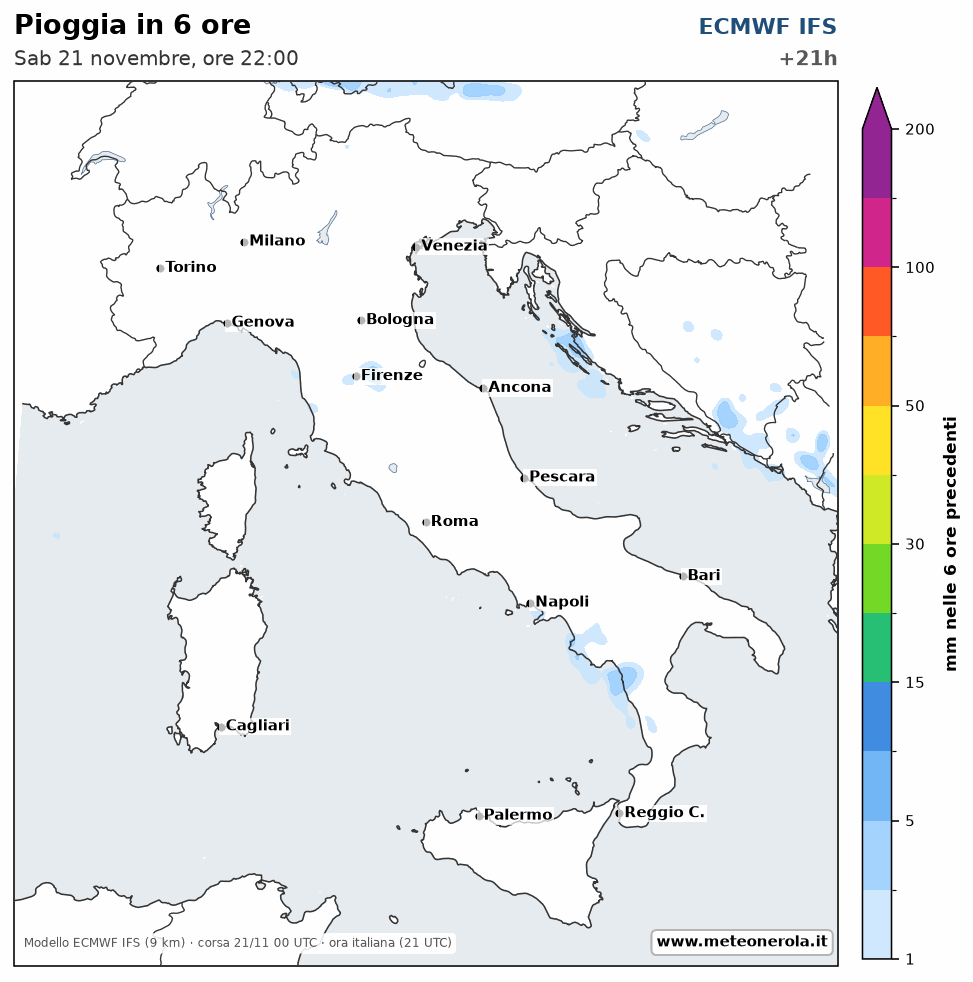 Pioggia in 6 ore
ECMWF IFS
Sab 21 novembre, ore 22:00
+21h
Milano
Venezia
Torino
Genova
Bologna
Firenze
Ancona
Pescara
Roma
Bari
Napoli
Cagliari
Palermo
Reggio C.
200
100
50
30
15
5
1
mm nelle 6 ore precedenti
Modello ECMWF IFS (9 km) · corsa 21/11 00 UTC · ora italiana (21 UTC)
www.meteonerola.it